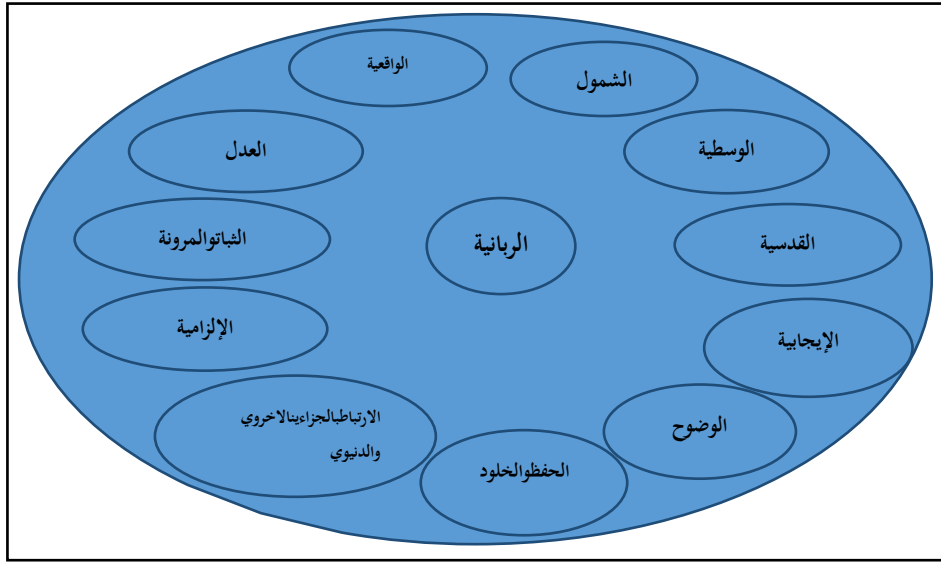 الواقعية
الشمول
العدل
الوسطية
الثباتوالمرونة
الربانية
القدسية
الإلزامية
الإيجابية
الارتباطبالجزاءينالاخروي
والدنيوي
الوضوح
الحفظوالخلود